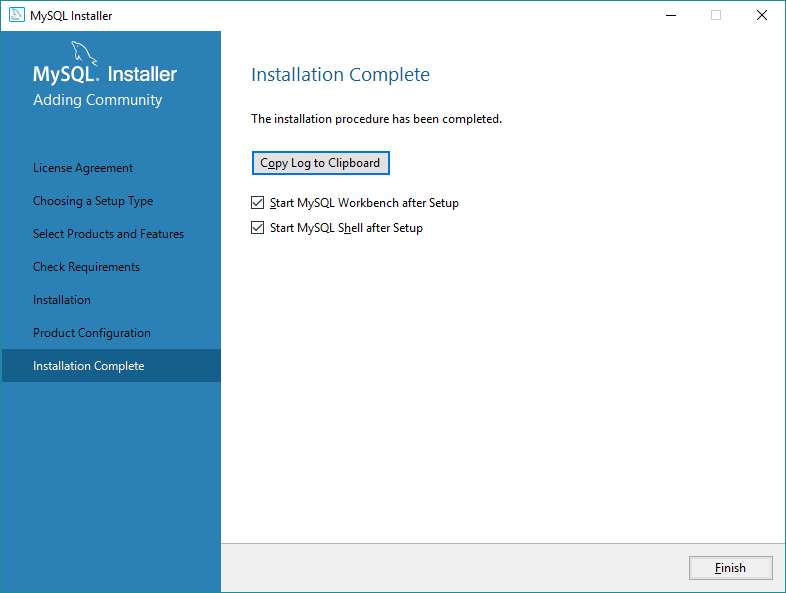 MySQL Installer
MySQL. Installer
Adding Community
License Agreement
Choosing a Setup Type
Select Products and Features
Check Requirements
Installation
Product Configuration
Installation Complete
Installation Complete
The installation procedure has been completed.
Copy Log to Clipboard
Start MySQL Workbench after Setup
Start MySQL Shell after Setup
Finish